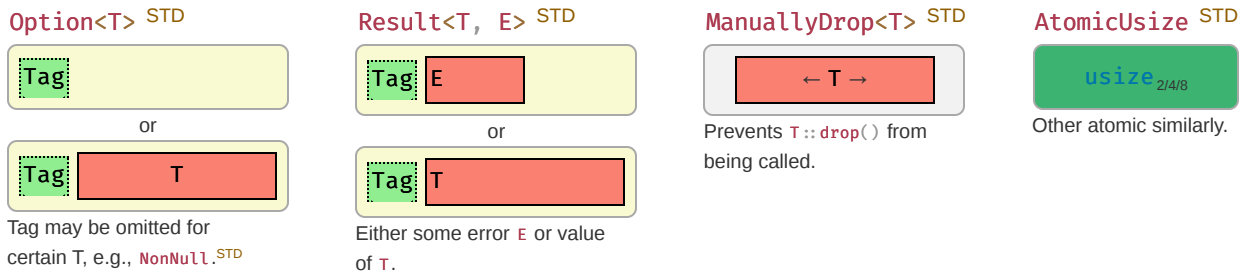 Option<T> STD
Tag
or
Tag T
Tag may be omitted for
certain T, e.g., NonNull.STD
Result<T, E> STD
Tag E
or
Tag T
Either some error E or value
of T.
ManuallyDrop<T> STD
← T →
Prevents T::drop() from
being called.
AtomicUsize STD
usize 2/4/8
Other atomic similarly.